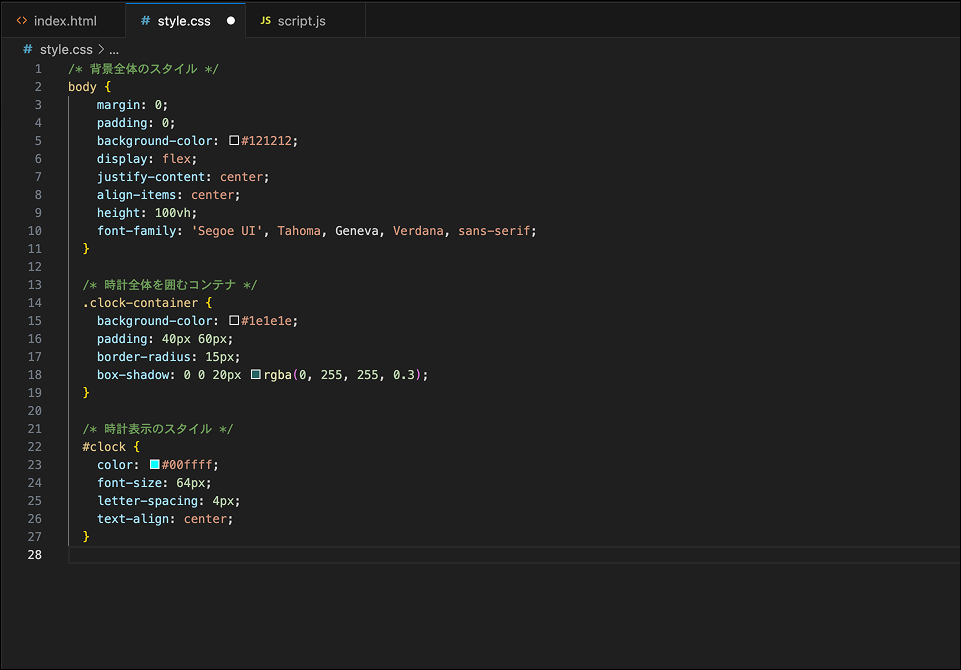 <> index.html # style.css ● JS script.js
# style.css > ...
1 /* 背景全体のスタイル */
2 body {
3 margin: 0;
4 padding: 0;
5 background-color: #121212;
6 display: flex;
7 justify-content: center;
8 align-items: center;
9 height: 100vh;
10 font-family: 'Segoe UI', Tahoma, Geneva, Verdana, sans-serif;
11 }
12
13 /* 時計全体を囲むコンテナ */
14 .clock-container {
15 background-color: #1e1e1e;
16 padding: 40px 60px;
17 border-radius: 15px;
18 box-shadow: 0 0 20px rgba(0, 255, 255, 0.3);
19 }
20
21 /* 時計表示のスタイル */
22 #clock {
23 color: #00ffff;
24 font-size: 64px;
25 letter-spacing: 4px;
26 text-align: center;
27 }
28